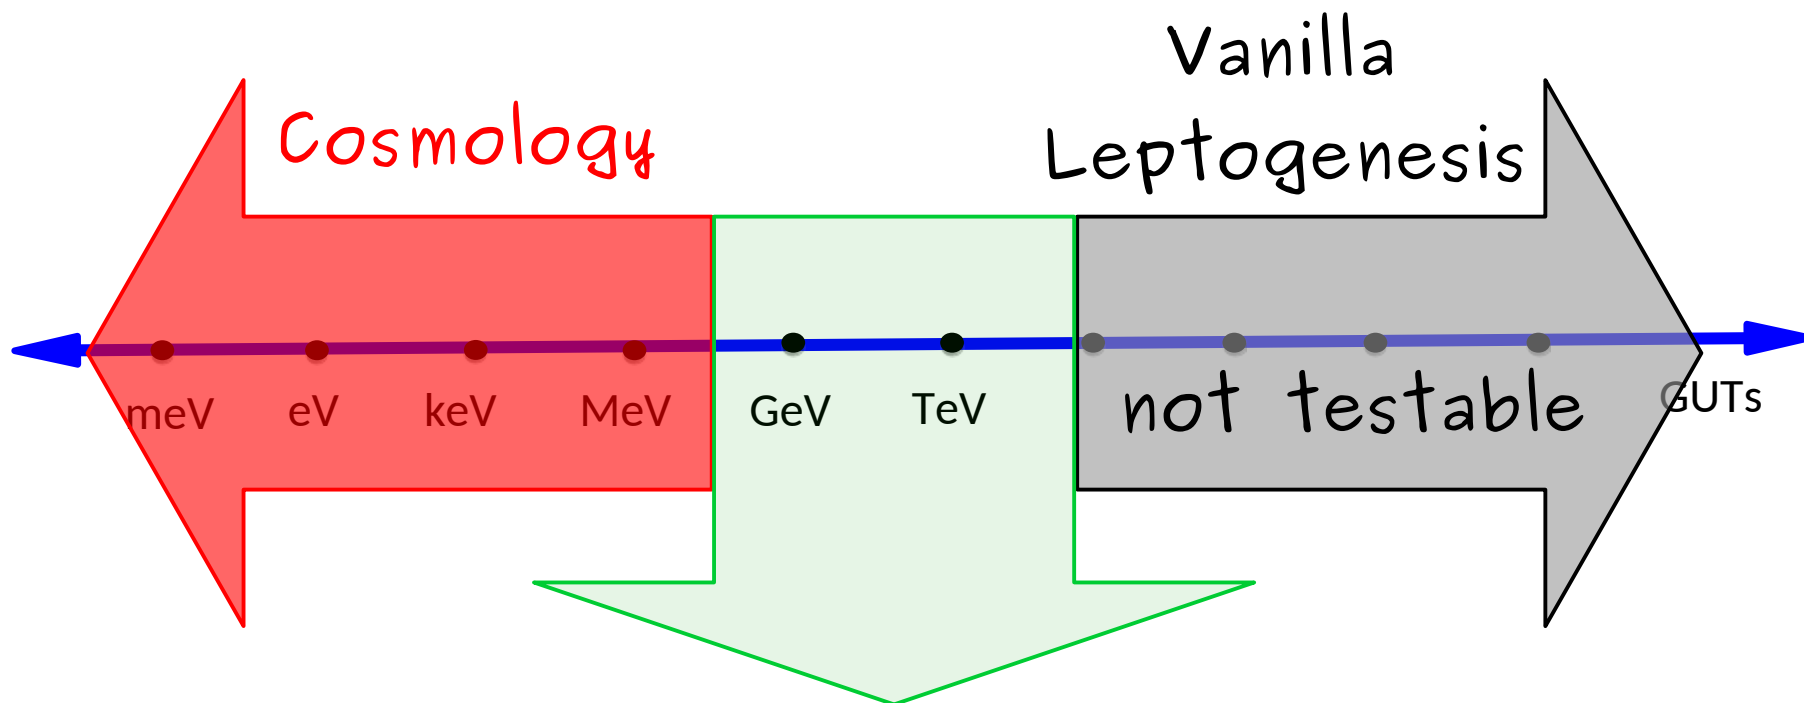 Vanilla
Cosmology
Leptogenesis
meV eV keV MeV GeV TeV not testable GUTs